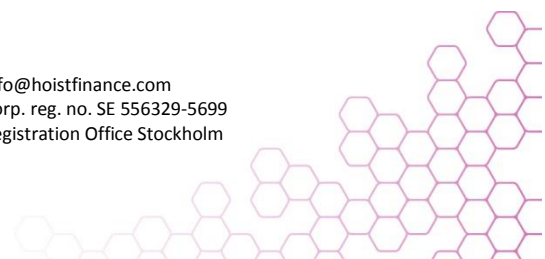 fo@hoistfinance.com
orp. reg. no. SE 556329-5699
egistration Office Stockholm